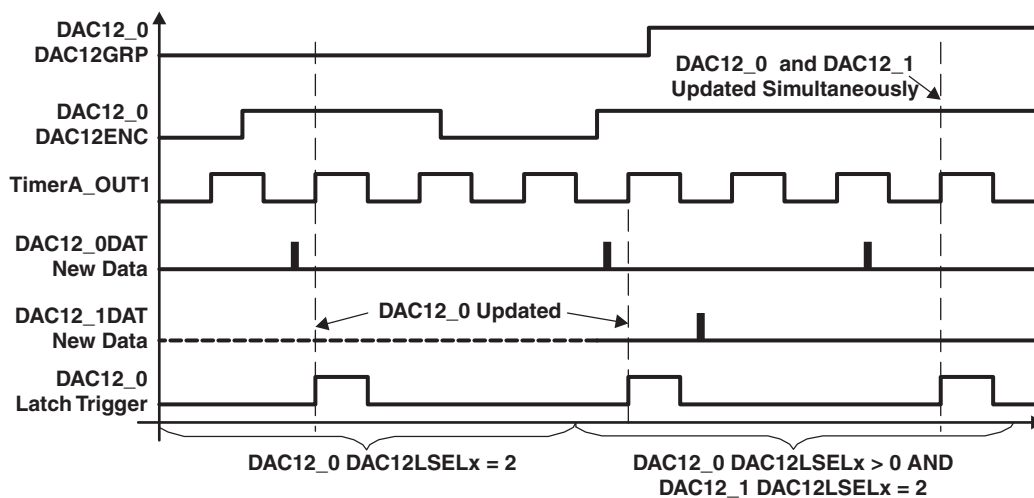 DAC12_0
DAC12GRP
DAC12_0 and DAC12_1
Updated Simultaneously
DAC12_0
DAC12ENC
TimerA_OUT1
DAC12_0DAT
New Data
DAC12_1DAT
New Data
DAC12_0 Updated
DAC12_0
Latch Trigger
DAC12_0 DAC12LSELx = 2
DAC12_0 DAC12LSELx > 0 AND
DAC12_1 DAC12LSELx = 2